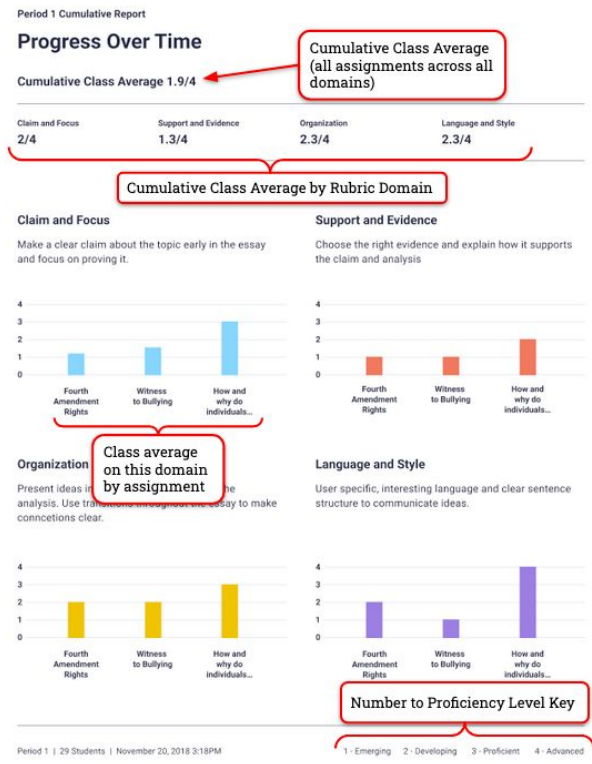 Period 1 Cumulative Report
Progress Over Time
Cumulative Class Average
(all assignments across all
domains)
Cumulative Class Average 1.9/4
Claim and Focus
Support and Evidence
Organization
Language and Style
2/4
1.3/4
2.3/4
2.3/4
Cumulative Class Average by Rubric Domain
Claim and Focus
Make a clear claim about the topic early in the essay
and focus on proving it.
4
3
2
1
0
Fourth
Amendment
Rights
Witness
to Bullying
How and
why do
individuals...
Support and Evidence
Choose the right evidence and explain how it supports
the claim and analysis
4
3
2
1
0
Fourth
Amendment
Rights
Witness
to Bullying
How and
why do
individuals...
Class average
on this domain
by assignment
Organization
Present ideas in he
analysis. Use transitions throughout the essay to make
conncetions clear.
4
3
2
1
0
Fourth
Amendment
Rights
Witness
to Bullying
How and
why do
individuals...
Language and Style
User specific, interesting language and clear sentence
structure to communicate ideas.
4
3
2
1
0
Fourth
Amendment
Rights
Witness
to Bullying
How and
why do
individuals...
Number to Proficiency Level Key
Period 1 | 29 Students | November 20, 2018 3:18PM
1 - Emerging 2 - Developing 3 - Proficient 4 - Advanced